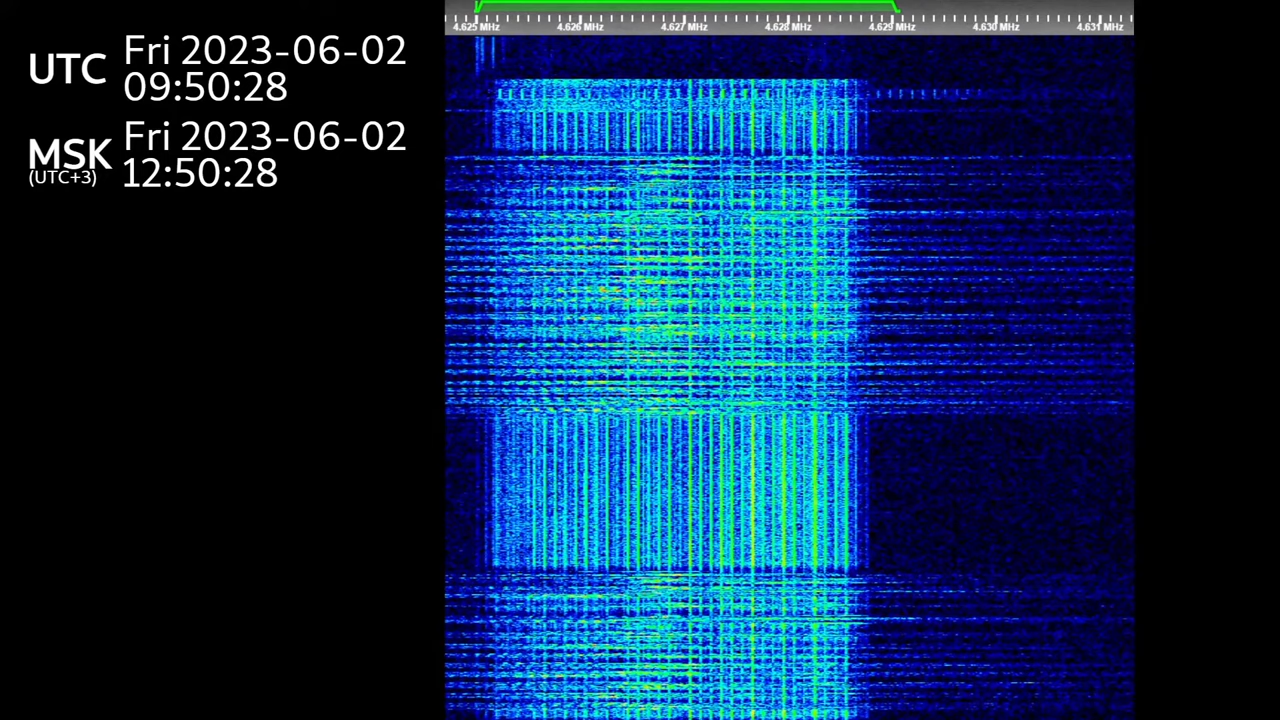 UTC Fri 2023-06-02
09:50:28
MSK Fri 2023-06-02
(UTC+3) 12:50:28
4.625 MHz 4.626 MHz 4.627 MHz 4.628 MHz 4.629 MHz 4.630 MHz 4.631 MHz